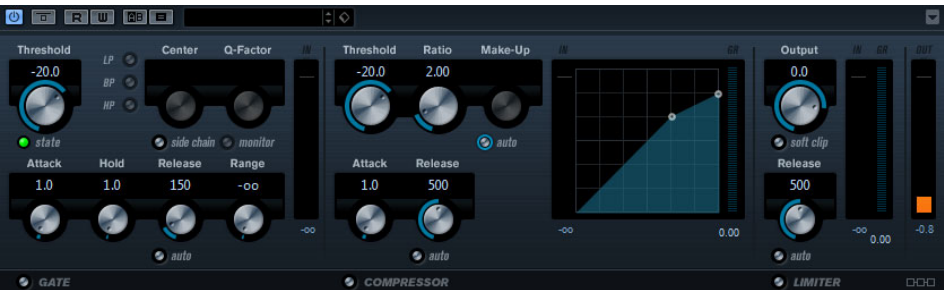 R W AB
Threshold Center Q-Factor IN Threshold Ratio Make-Up IN GR Output IN GR OUT
LP
-20.0 -20.0 2.00 0.0
BP
HP
state side chain monitor auto soft clip
Attack Hold Release Range Attack Release Release
1.0 1.0 150 -oo 1.0 500 500
-oo -oo 0.00 -oo 0.00 -0.8
auto auto auto
GATE COMPRESSOR LIMITER